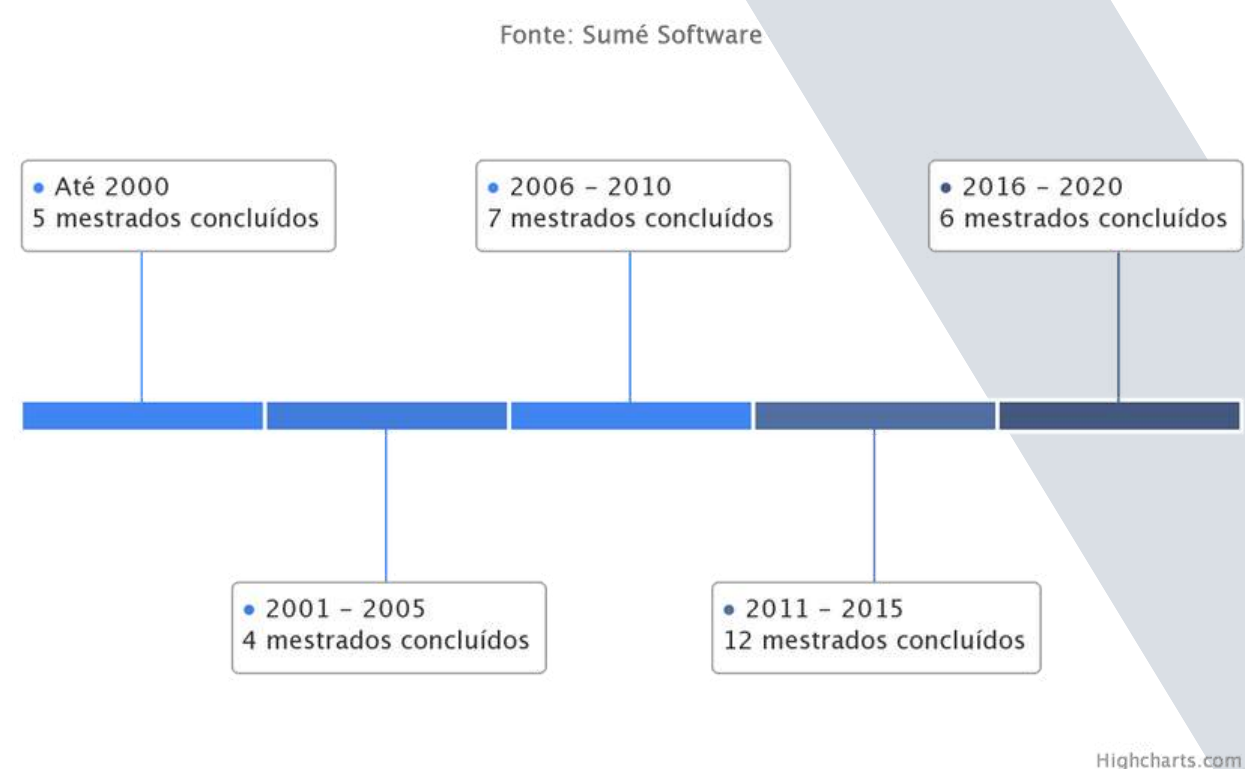 Fonte: Sumé Software
• Até 2000
5 mestrados concluídos
• 2006 – 2010
7 mestrados concluídos
• 2016 – 2020
6 mestrados concluídos
• 2001 – 2005
4 mestrados concluídos
• 2011 – 2015
12 mestrados concluídos
Highcharts.com